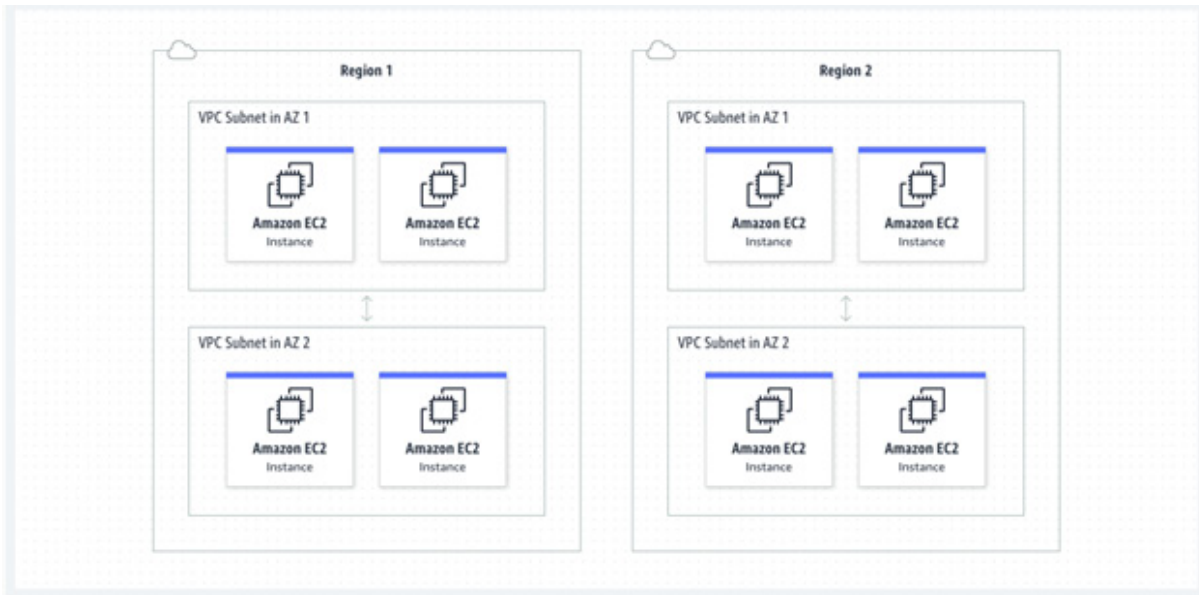 Region 1
VPC Subnet in AZ 1
Amazon EC2
Instance
Amazon EC2
Instance
VPC Subnet in AZ 2
Amazon EC2
Instance
Amazon EC2
Instance
Region 2
VPC Subnet in AZ 1
Amazon EC2
Instance
Amazon EC2
Instance
VPC Subnet in AZ 2
Amazon EC2
Instance
Amazon EC2
Instance